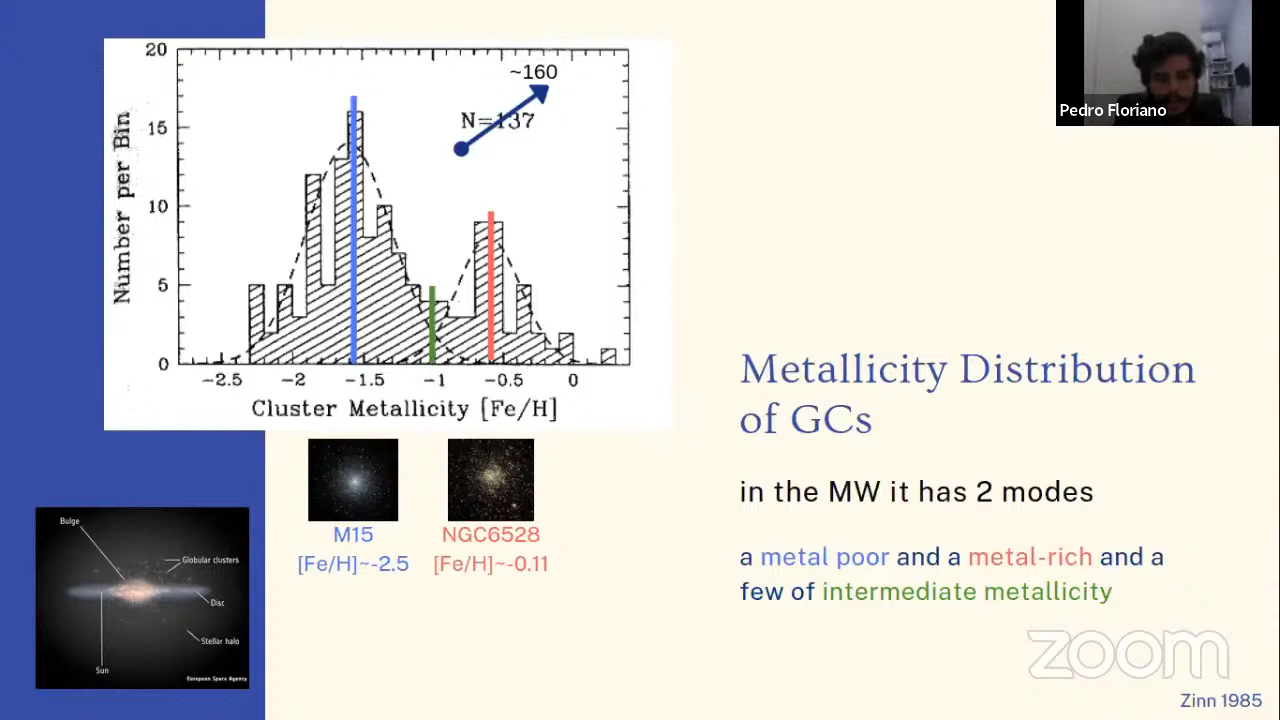 20
15
10
5
0
Number per Bin
~160
N=137
-2.5
-2
-1.5
-1
-0.5
0
Cluster Metallicity [Fe/H]
Pedro Floriano
M15
[Fe/H]~-2.5
NGC6528
[Fe/H]~-0.11
Bulge
Globular clusters
Disc
Stellar halo
Sun
European Space Agency
Metallicity Distribution
of GCs
in the MW it has 2 modes
a metal poor and a metal-rich and a
few of intermediate metallicity
zoom
Zinn 1985